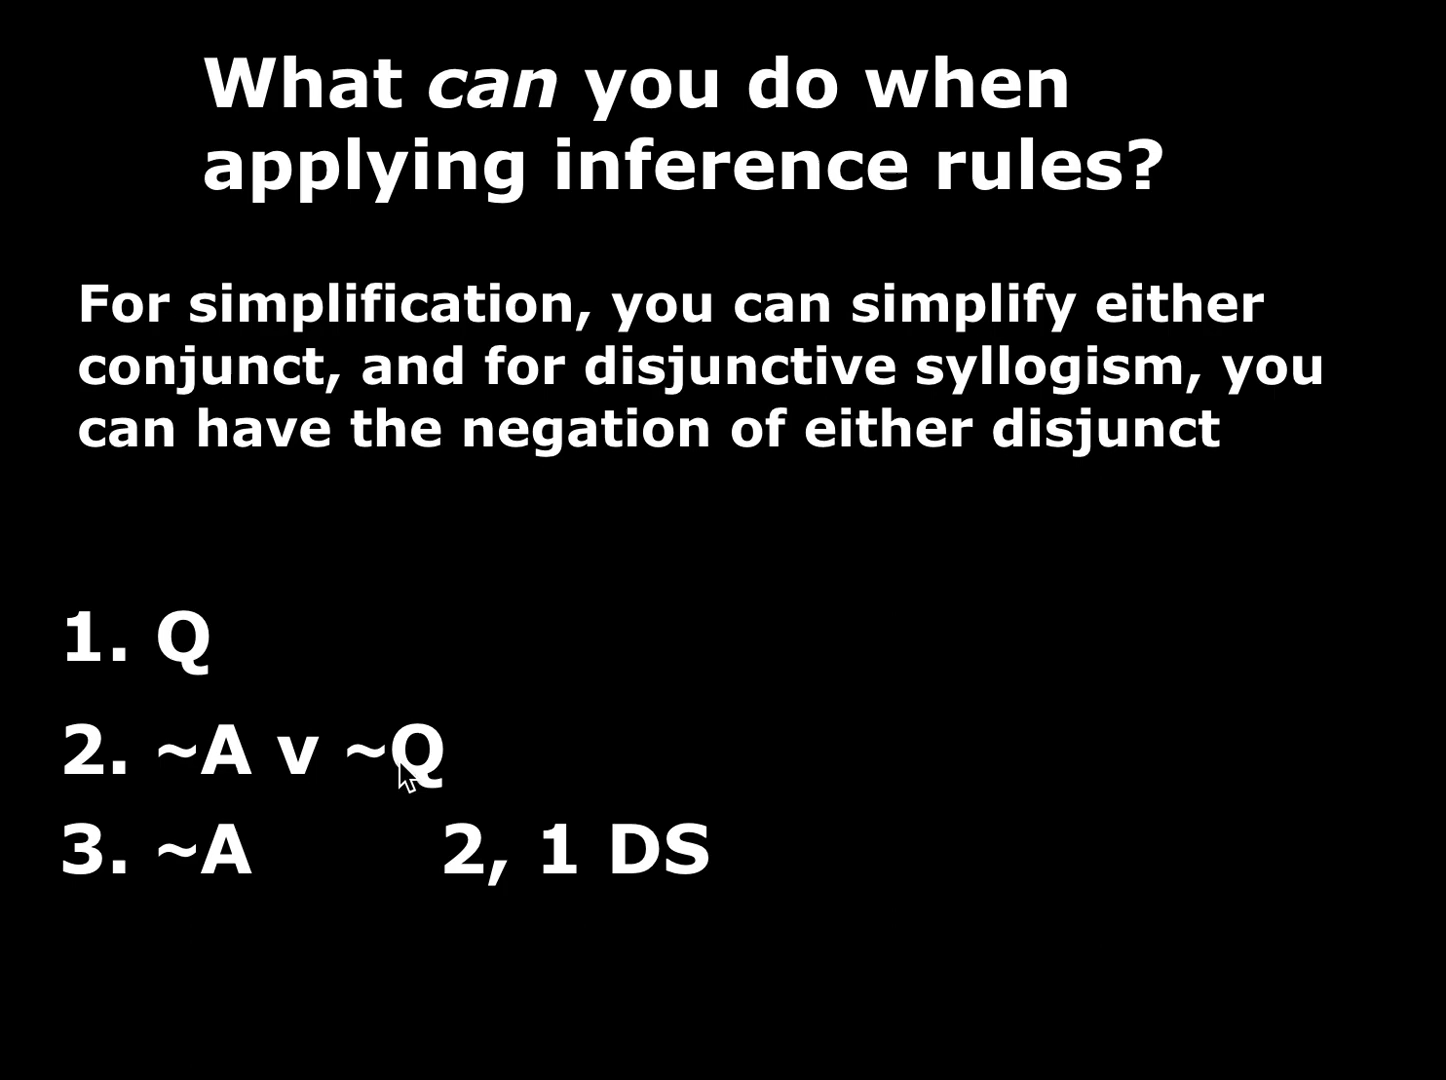 What can you do when
applying inference rules?
For simplification, you can simplify either
conjunct, and for disjunctive syllogism, you
can have the negation of either disjunct
1. Q
2. ~A v ~Q
3. ~A 2, 1 DS